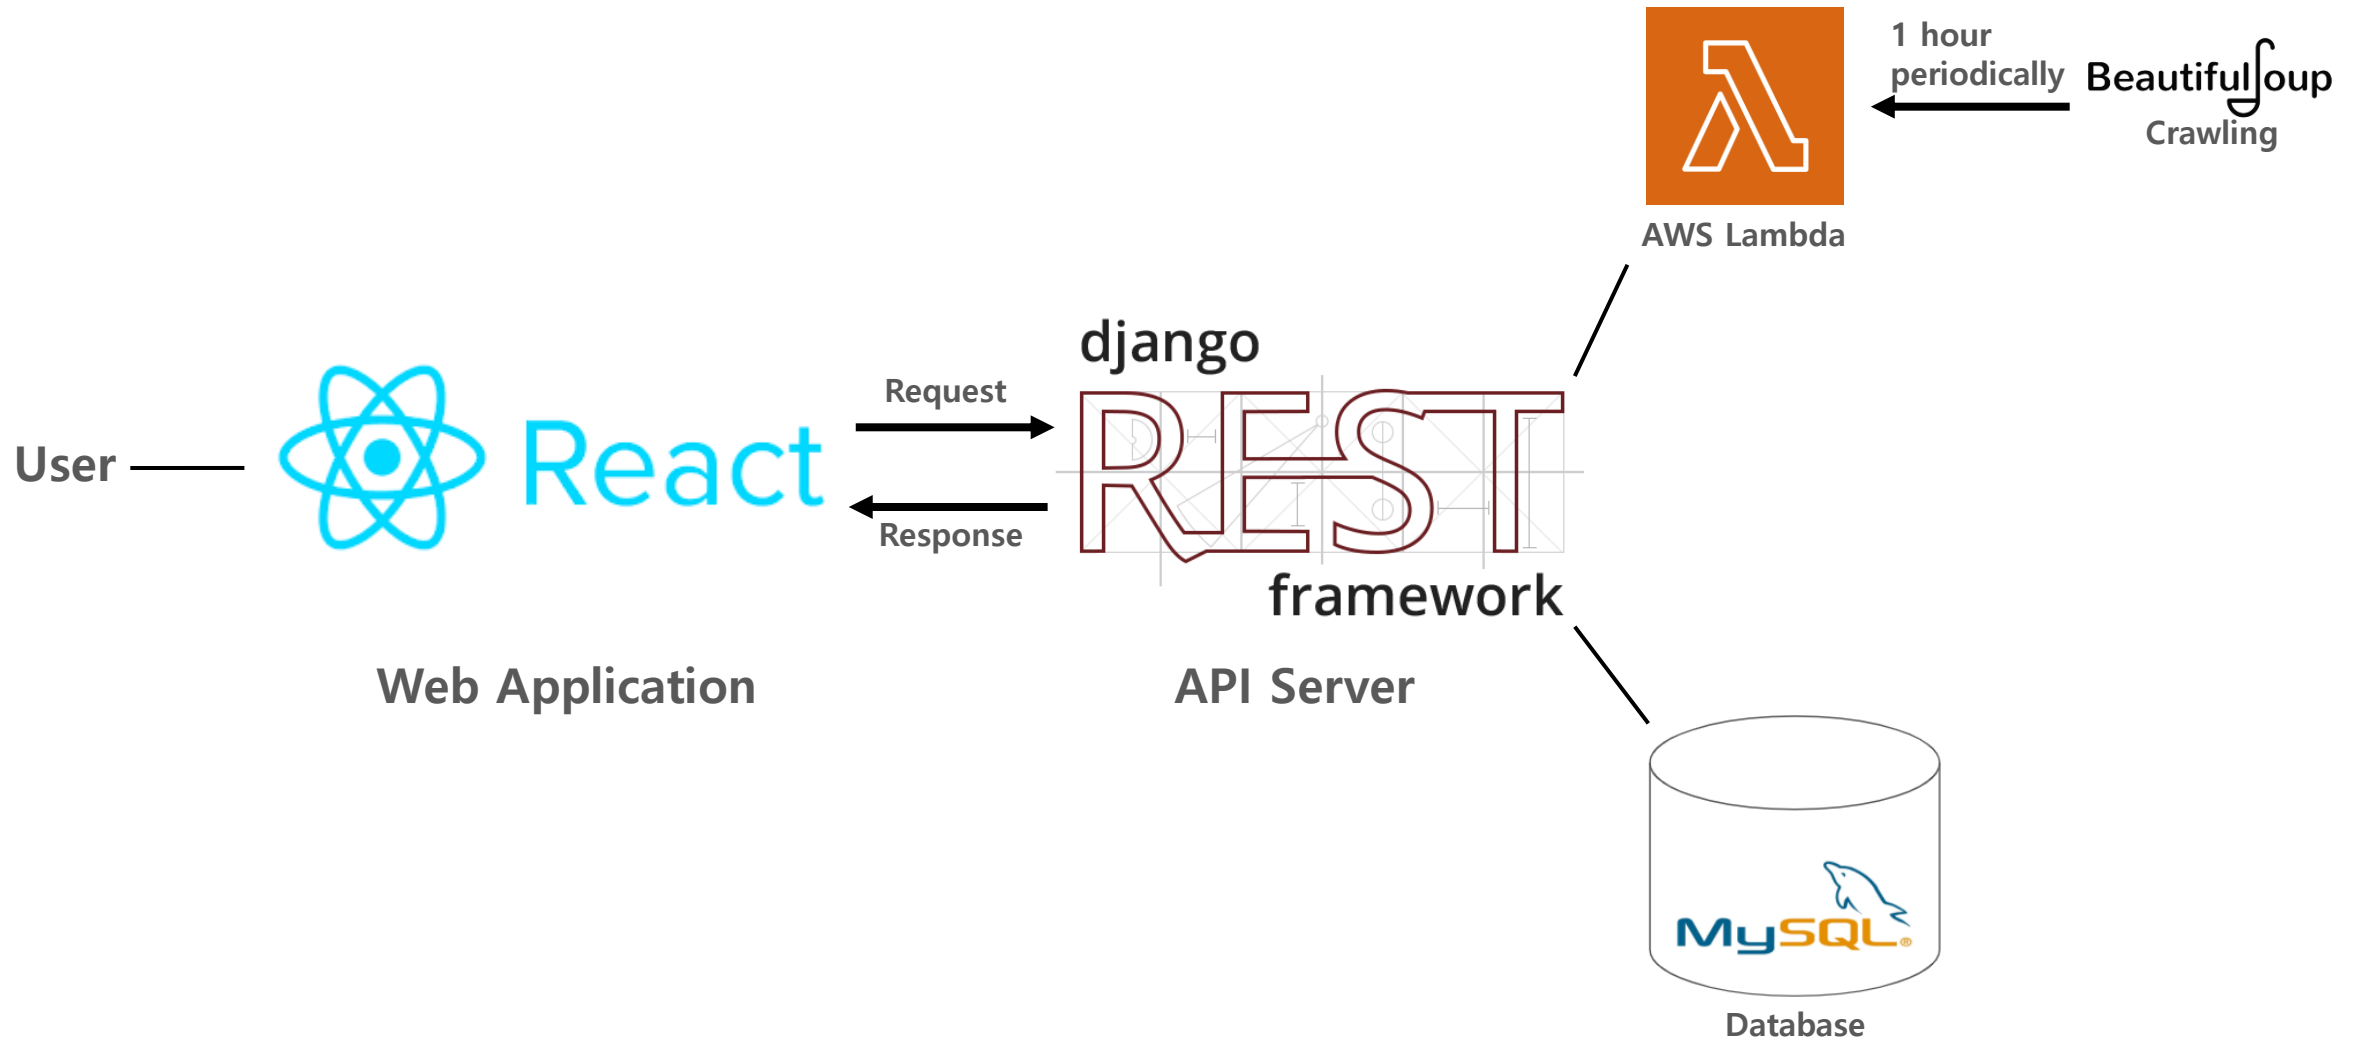 User
React
Web Application
Request
Response
django
REST
framework
API Server
AWS Lambda
1 hour
periodically
BeautifulSoup
Crawling
MySQL®
Database